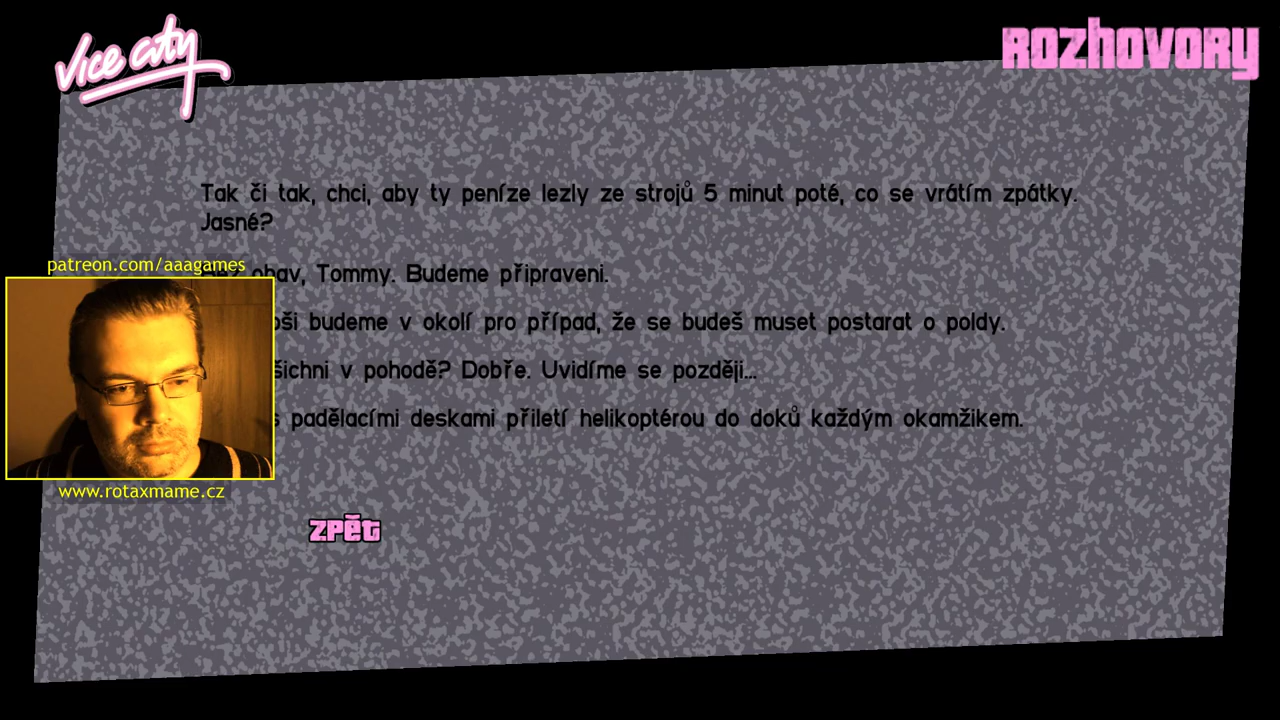 vice city
Rozhovory
Tak či tak, chci, aby ty peníze lezly ze strojů 5 minut poté, co se vrátím zpátky.
Jasné?
patreon.com/aaagames
obav, Tommy. Budeme připraveni.
budeme v okolí pro případ, že se budeš muset postarat o poldy.
v pohodě? Dobře. Uvidíme se později...
padělacími deskami přiletí helikoptérou do doků každým okamžikem.
www.rotaxmame.cz
zpět